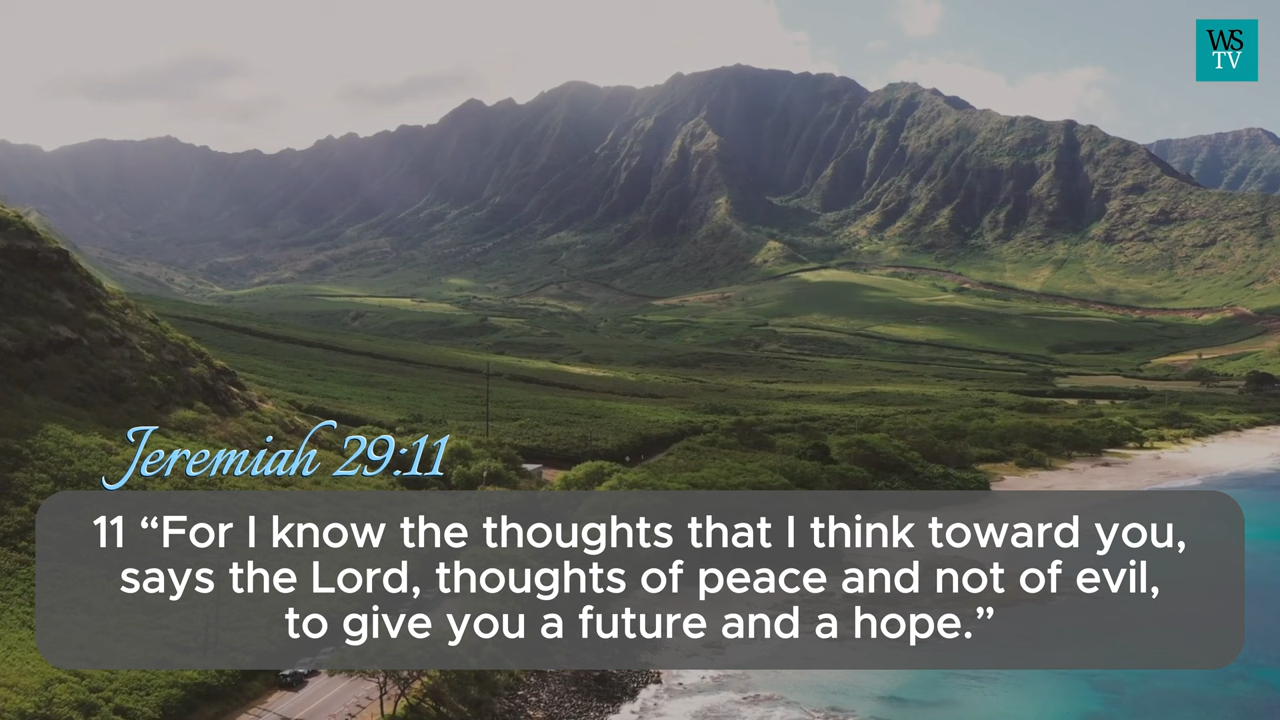 WS
TV
Jeremiah 29:11
11 “For I know the thoughts that I think toward you,
says the Lord, thoughts of peace and not of evil,
to give you a future and a hope.”